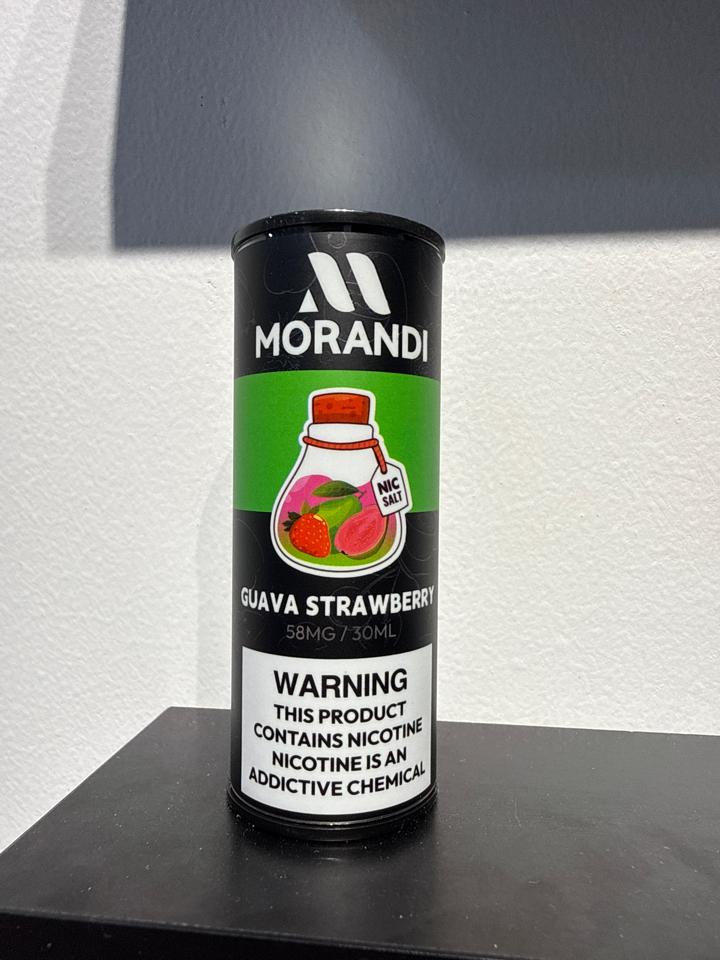 MORANDI
NIC
SALT
GUAVA STRAWBERRY
58MG / 30ML
WARNING
THIS PRODUCT
CONTAINS NICOTINE
NICOTINE IS AN
ADDICTIVE CHEMICAL